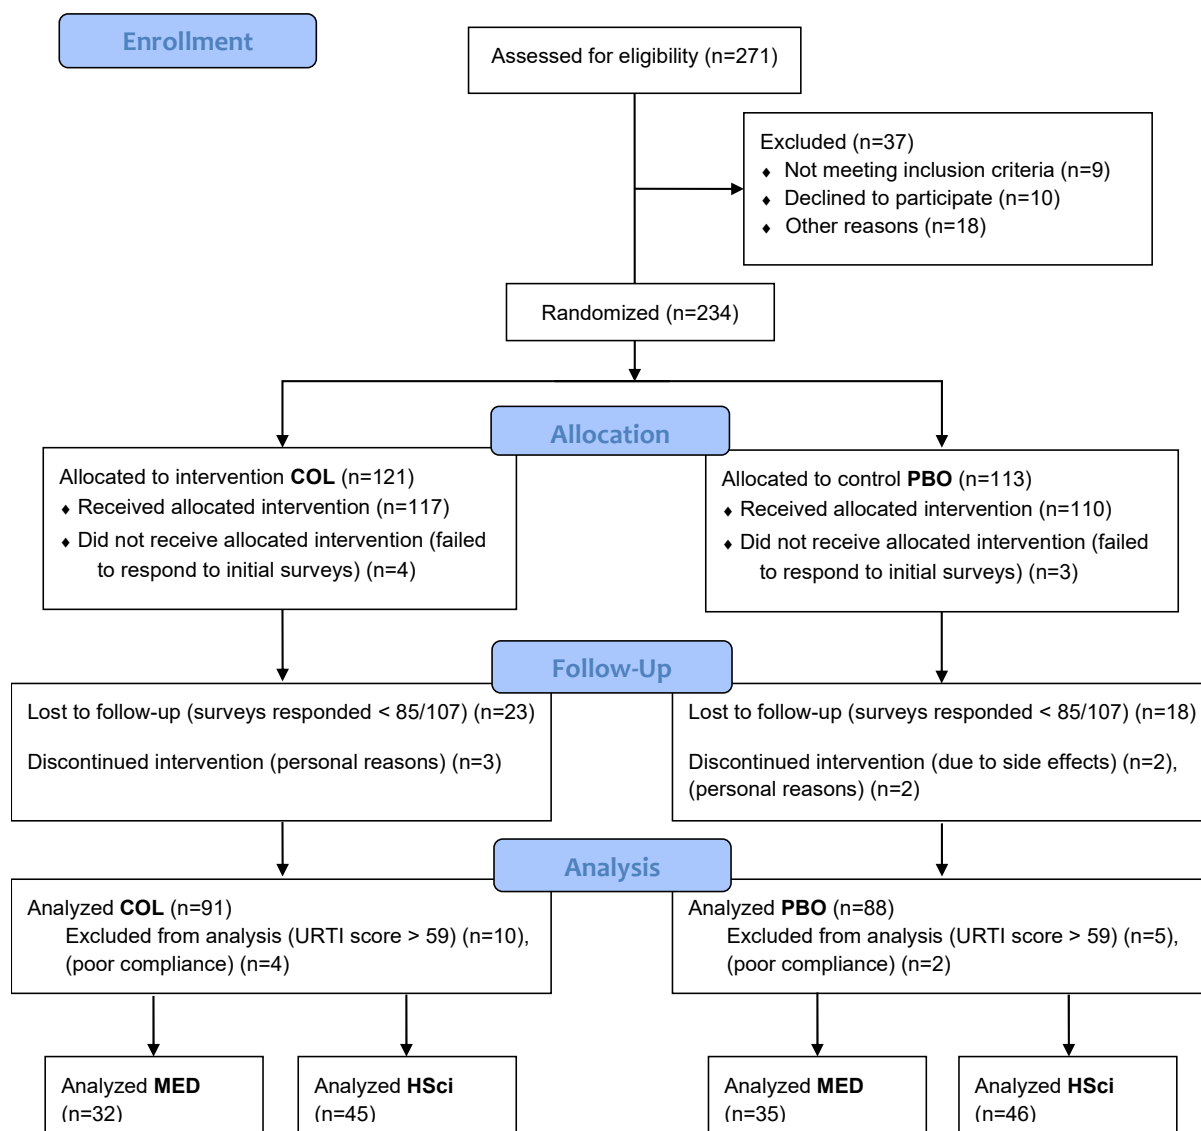 Enrollment
Assessed for eligibility (n=271)
Excluded (n=37)
♦ Not meeting inclusion criteria (n=9)
♦ Declined to participate (n=10)
♦ Other reasons (n=18)
Randomized (n=234)
Allocation
Allocated to intervention COL (n=121)
♦ Received allocated intervention (n=117)
♦ Did not receive allocated intervention (failed
to respond to initial surveys) (n=4)
Allocated to control PBO (n=113)
♦ Received allocated intervention (n=110)
♦ Did not receive allocated intervention (failed
to respond to initial surveys) (n=3)
Follow-Up
Lost to follow-up (surveys responded < 85/107) (n=23)
Discontinued intervention (personal reasons) (n=3)
Lost to follow-up (surveys responded < 85/107) (n=18)
Discontinued intervention (due to side effects) (n=2),
(personal reasons) (n=2)
Analysis
Analyzed COL (n=91)
Excluded from analysis (URTI score > 59) (n=10),
(poor compliance) (n=4)
Analyzed PBO (n=88)
Excluded from analysis (URTI score > 59) (n=5),
(poor compliance) (n=2)
Analyzed MED
(n=32)
Analyzed HSci
(n=45)
Analyzed MED
(n=35)
Analyzed HSci
(n=46)